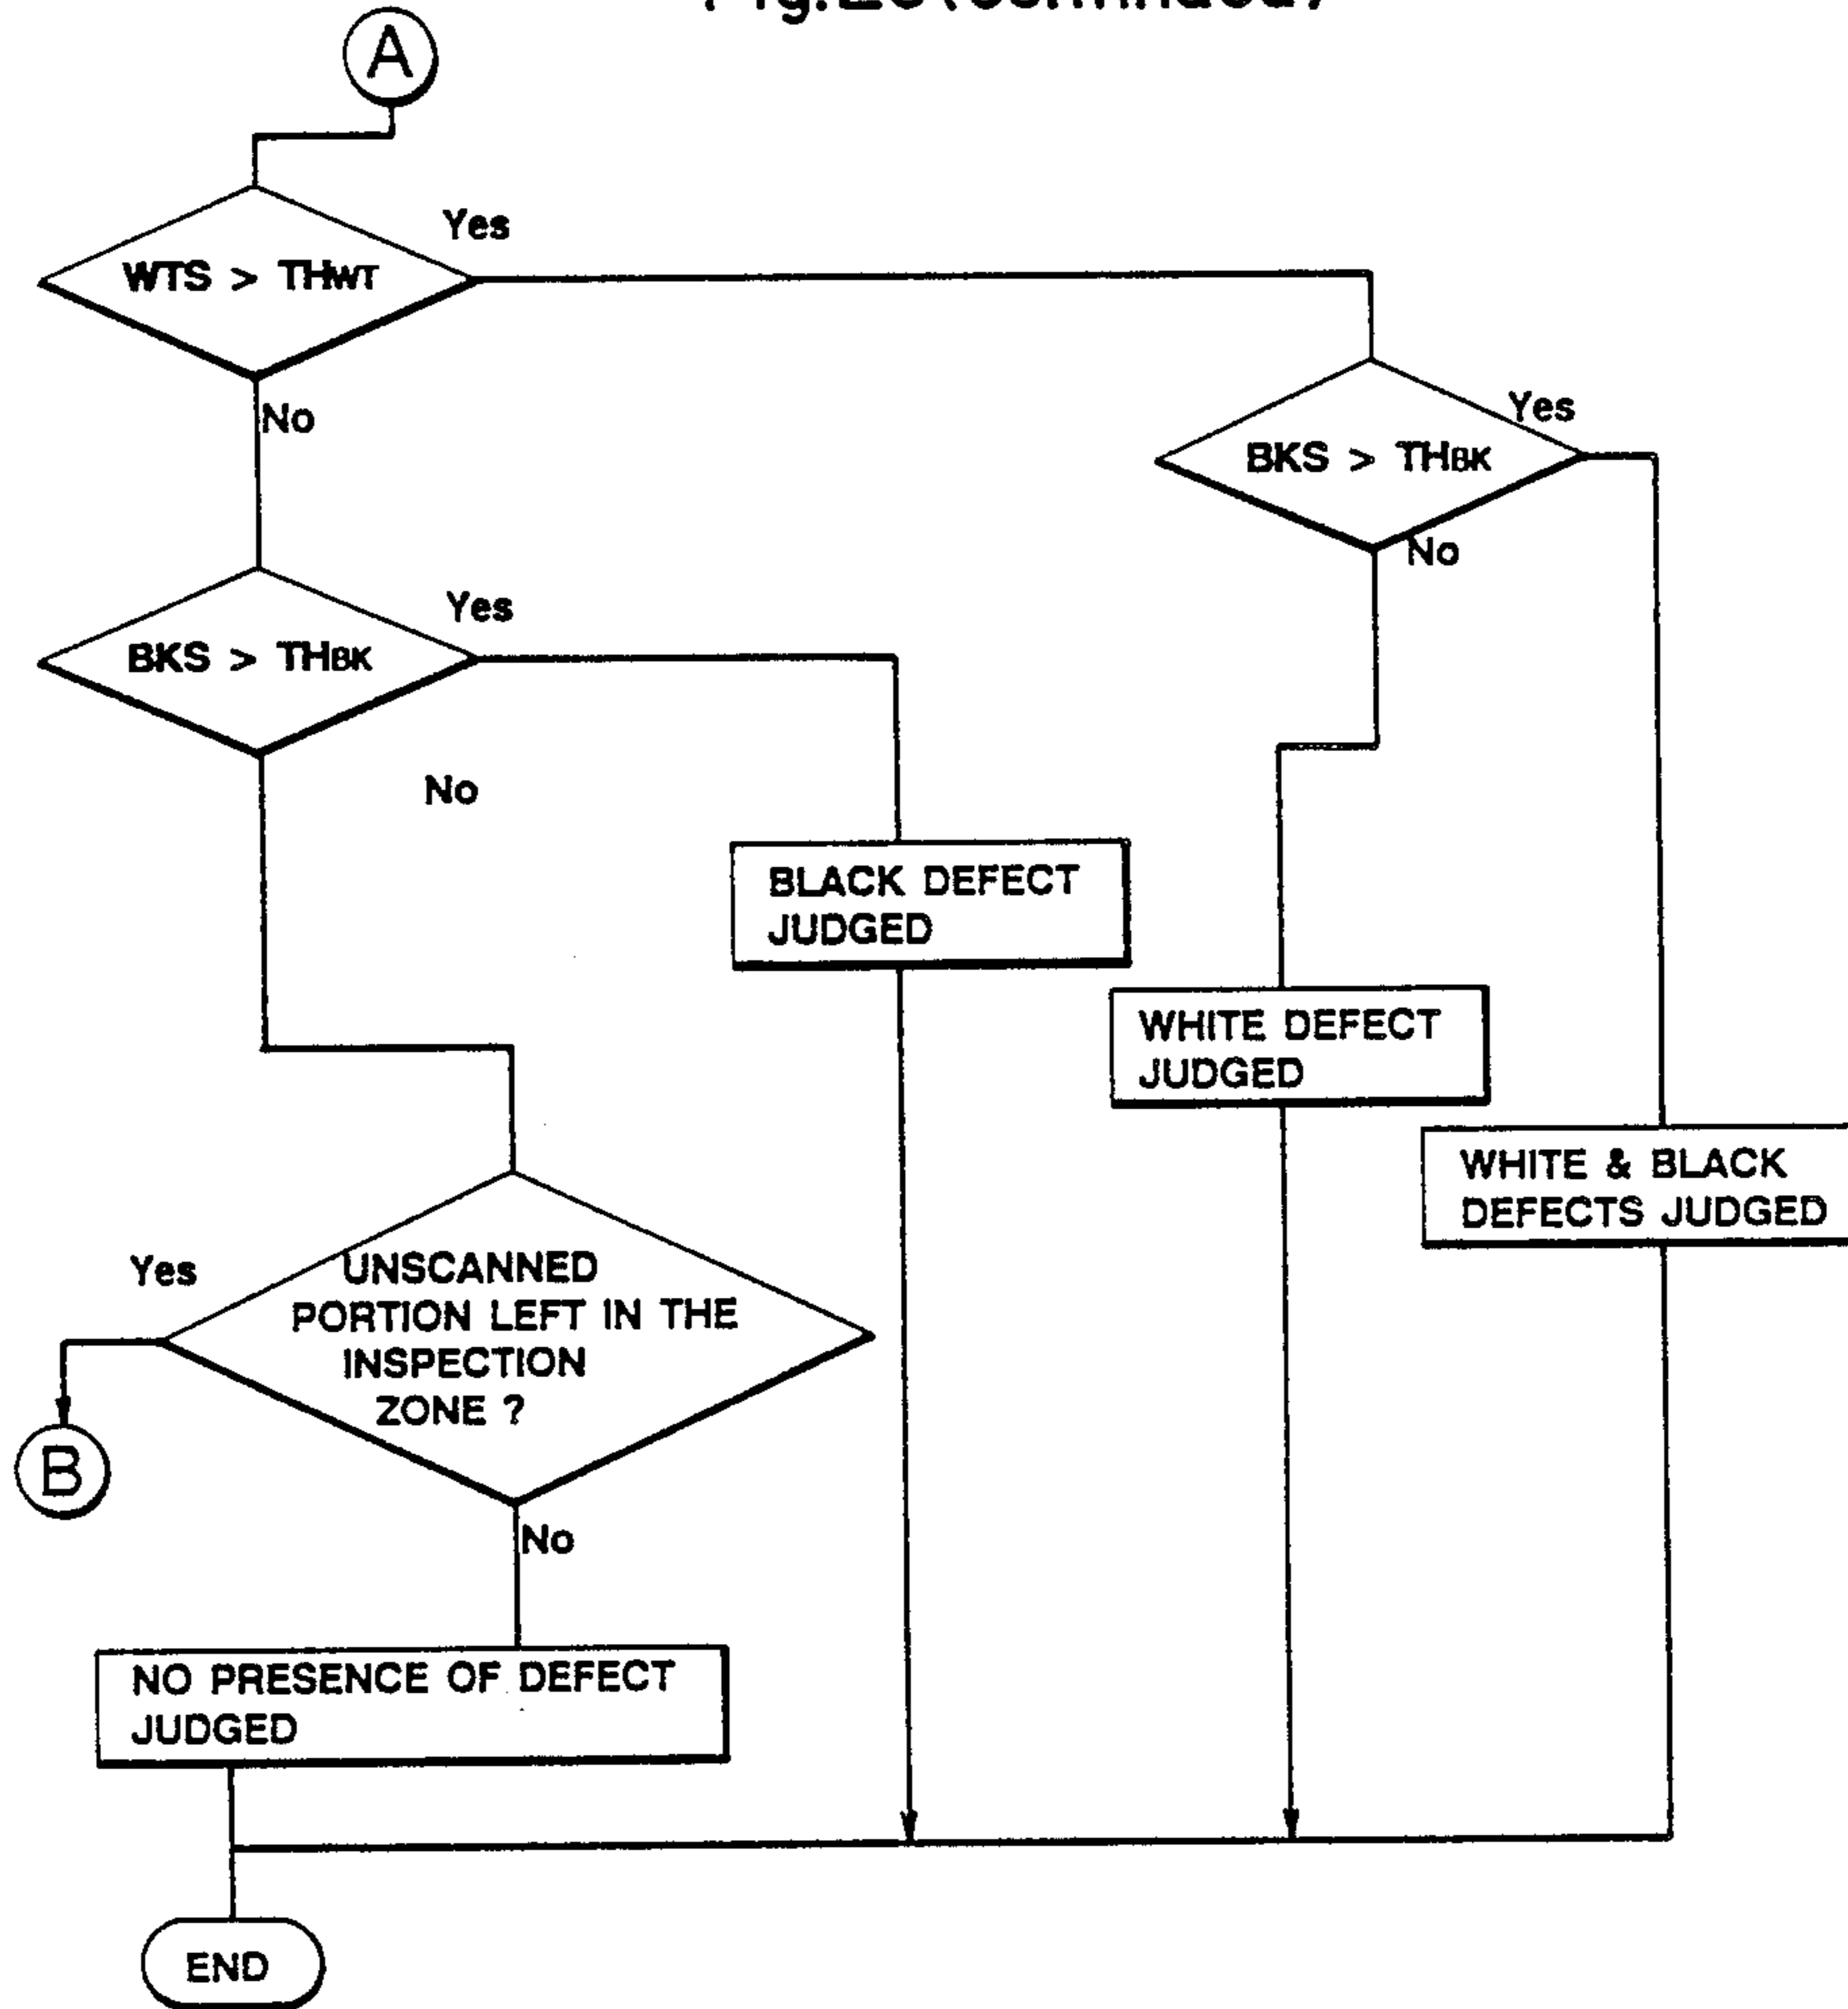 A
Yes
WTS > THWT
No
Yes
BKS > THBK
No
Yes
BKS > THBK
No
BLACK DEFECT
JUDGED
WHITE DEFECT
JUDGED
WHITE & BLACK
DEFECTS JUDGED
Yes
UNSCANNED
PORTION LEFT IN THE
INSPECTION
ZONE ?
B
No
NO PRESENCE OF DEFECT
JUDGED
END